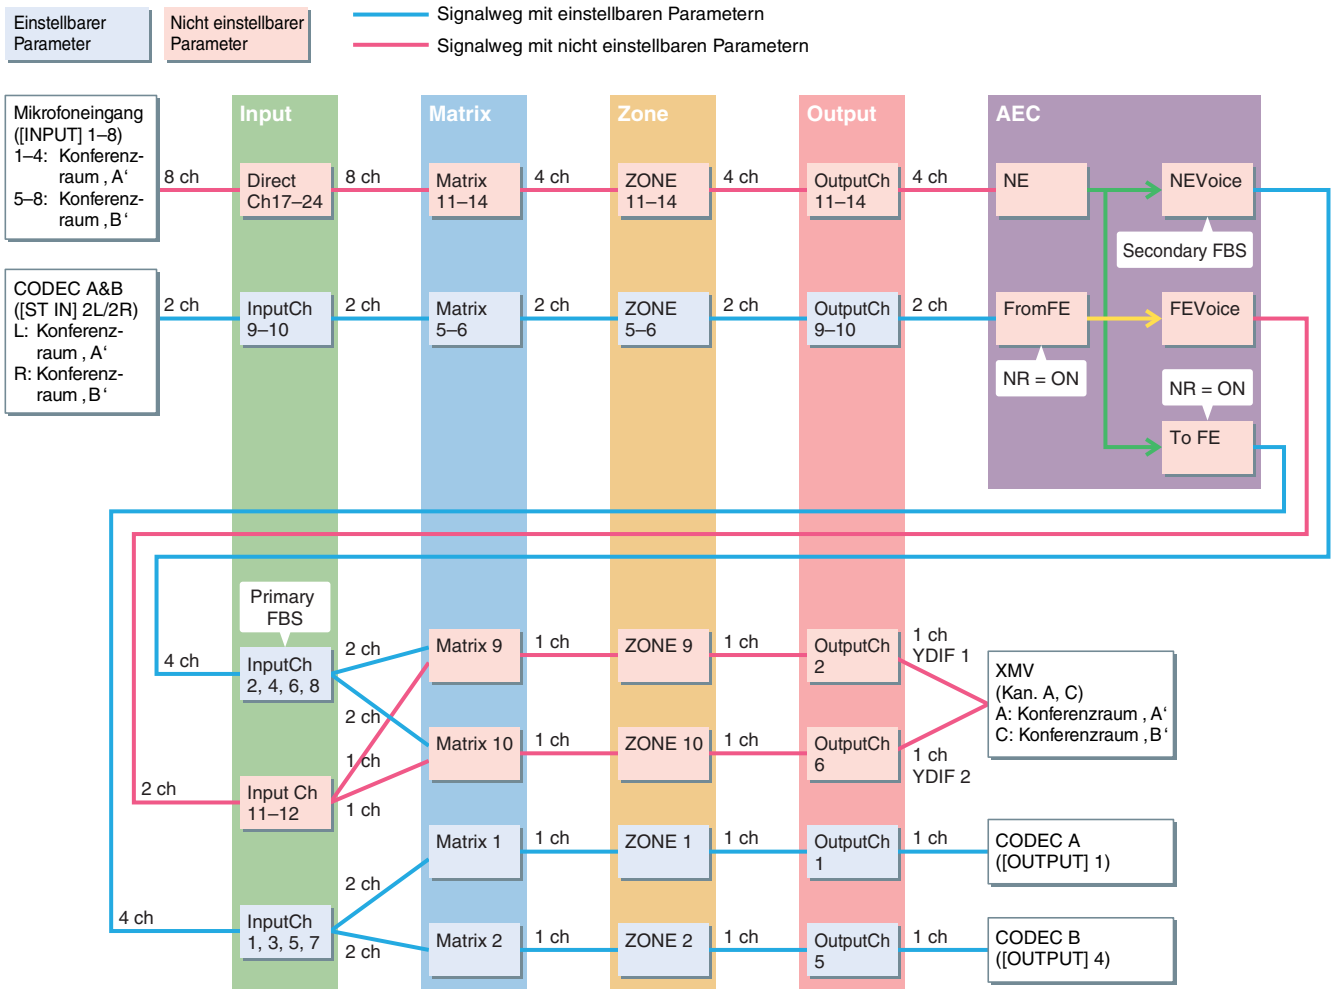 Einstellbarer
Parameter
Nicht einstellbarer
Parameter
Signalweg mit einstellbaren Parametern
Signalweg mit nicht einstellbaren Parametern
Input
Matrix
Zone
Output
AEC
Mikrofoneingang
([INPUT] 1–8)
1–4: Konferenz-
raum ‚A‘
5–8: Konferenz-
raum ‚B‘
8 ch
Direct
Ch17–24
8 ch
Matrix
11–14
4 ch
ZONE
11–14
4 ch
OutputCh
11–14
4 ch
NE
NEVoice
Secondary FBS
CODEC A&B
([ST IN] 2L/2R)
L: Konferenz-
raum ‚A‘
R: Konferenz-
raum ‚B‘
2 ch
InputCh
9–10
2 ch
Matrix
5–6
2 ch
ZONE
5–6
2 ch
OutputCh
9–10
2 ch
FromFE
FEVoice
NR = ON
NR = ON
To FE
Primary
FBS
4 ch
InputCh
2, 4, 6, 8
2 ch
2 ch
Matrix 9
1 ch
ZONE 9
1 ch
OutputCh
2
1 ch
YDIF 1
XMV
(Kan. A, C)
A: Konferenzraum ‚A‘
C: Konferenzraum ‚B‘
2 ch
Input Ch
11–12
1 ch
1 ch
Matrix 10
1 ch
ZONE 10
1 ch
OutputCh
6
1 ch
YDIF 2
Matrix 1
1 ch
ZONE 1
1 ch
OutputCh
1
1 ch
CODEC A
([OUTPUT] 1)
4 ch
InputCh
1, 3, 5, 7
2 ch
2 ch
Matrix 2
1 ch
ZONE 2
1 ch
OutputCh
5
1 ch
CODEC B
([OUTPUT] 4)